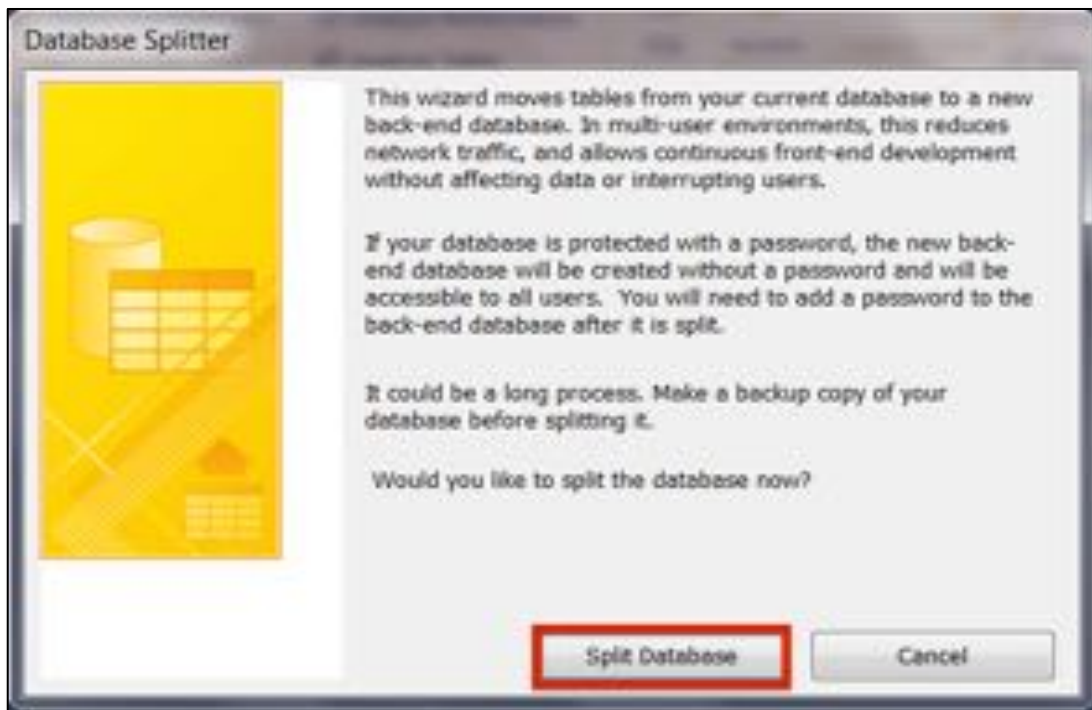 Database Splitter
This wizard moves tables from your current database to a new
back-end database. In multi-user environments, this reduces
network traffic, and allows continuous front-end development
without affecting data or interrupting users.
If your database is protected with a password, the new back-
end database will be created without a password and will be
accessible to all users. You will need to add a password to the
back-end database after it is split.
It could be a long process. Make a backup copy of your
database before splitting it.
Would you like to split the database now?
Split Database
Cancel